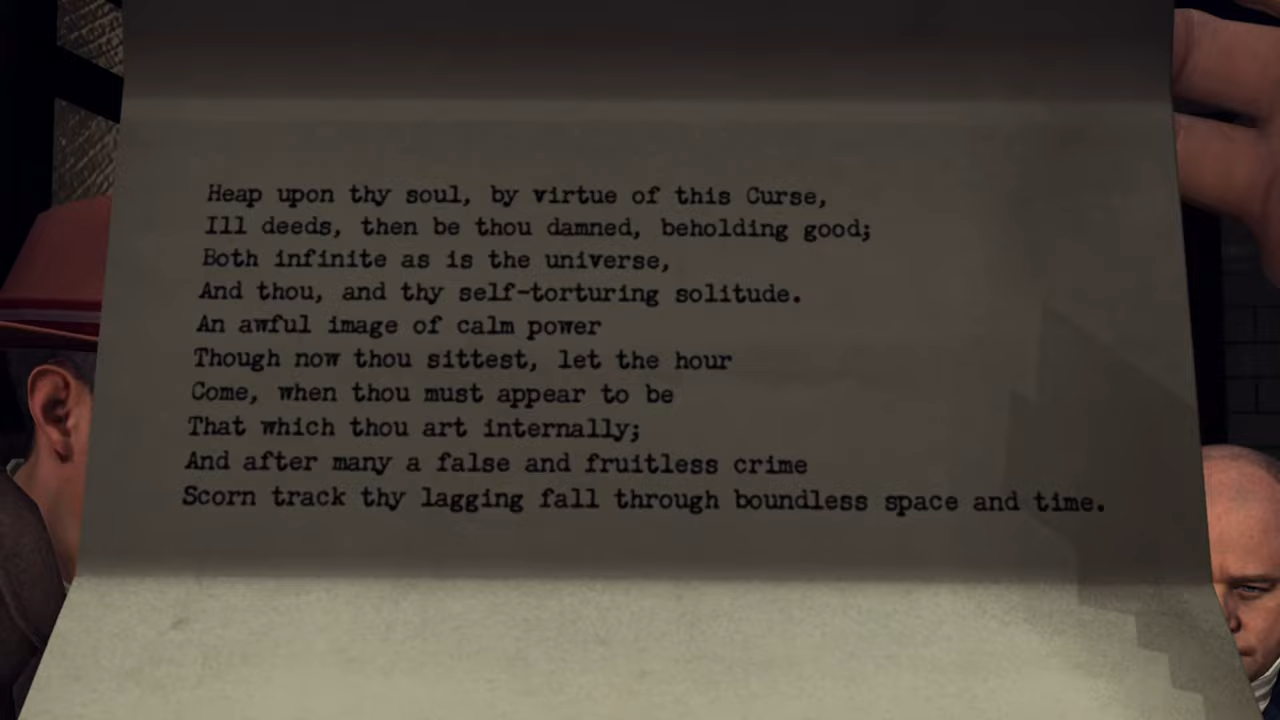 Heap upon thy soul, by virtue of this Curse,
Ill deeds, then be thou damned, beholding good;
Both infinite as is the universe,
And thou, and thy self-torturing solitude.
An awful image of calm power
Though now thou sittest, let the hour
Come, when thou must appear to be
That which thou art internally;
And after many a false and fruitless crime
Scorn track thy lagging fall through boundless space and time.